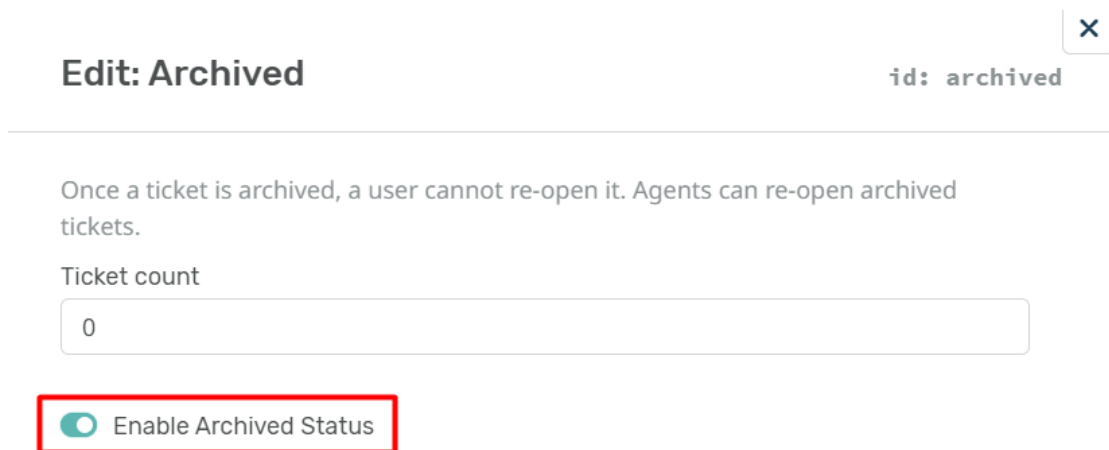 Edit: Archived
id: archived
Once a ticket is archived, a user cannot re-open it. Agents can re-open archived
tickets.
Ticket count
0
Enable Archived Status